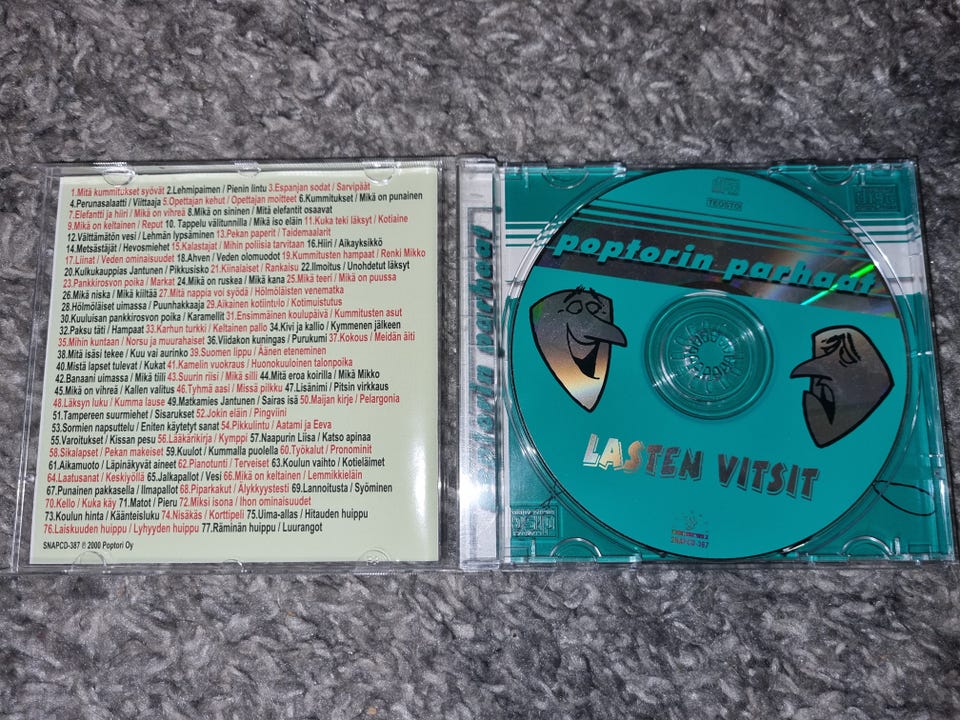 1.Mitä kummitukset syövät 2.Lehmipaimen / Pienin lintu 3.Espanjan sodat / Sarvipäät
4.Perunasalaatti / Viittaaja 5.Opettajan kehut / Opettajan moitteet 6.Kummitukset / Mikä on punainen
7.Elefantti ja hiiri / Mikä on vihreä 8.Mikä on sininen / Mitä elefantit osaavat
9.Mikä on keltainen / Reput 10. Tappelu välitunnilla / Mikä iso eläin 11.Kuka teki läksyt / Kotiaine
12.Välttämätön vesi / Lehmän lypsäminen 13.Pekan paperit / Taidemaalarit
14.Metsästäjät / Hevosmiehet 15.Kalastajat / Mihin poliisia tarvitaan 16.Hiiri / Aikayksikkö
17.Liinat / Veden ominaisuudet 18.Ahven / Veden olomuodot 19.Kummitusten hampaat / Renki Mikko
20.Kulkukauppias Jantunen / Pikkusisko 21.Kiinalaiset / Rankaisu 22.Ilmoitus / Unohdetut läksyt
23.Pankkirosvon poika / Markat 24.Mikä on ruskea / Mikä kana 25.Mikä teeri / Mikä on puussa
26.Mikä niska / Mikä kiiltää 27.Mitä nappia voi syödä / Hölmöläisten venematka
28.Hölmöläiset uimassa / Puunhakkaaja 29.Aikainen kotiintulo / Kotimuistutus
30.Kuuluisan pankkirosvon poika / Karamellit 31.Ensimmäinen koulupäivä / Kummitusten asut
32.Paksu täti / Hampaat 33.Karhun turkki / Keltainen pallo 34.Kivi ja kallio / Kymmenen jälkeen
35.Mihin kuntaan / Norsu ja muurahaiset 36.Viidakon kuningas / Purukumi 37.Kokous / Meidän äiti
38.Mitä isäsi tekee / Kuu vai aurinko 39.Suomen lippu / Äänen eteneminen
40.Mistä lapset tulevat / Kukat 41.Kamelin vuokraus / Huonokuuloinen talonpoika
42.Banaani uimassa / Mikä tiili 43.Suurin riisi / Mikä silli 44.Mitä eroa koirilla / Mikä Mikko
45.Mikä on vihreä / Kallen valitus 46.Tyhmä aasi / Missä pilkku 47.Lisänimi / Pitsin virkkaus
48.Läksyn luku / Kumma lause 49.Matkamies Jantunen / Sairas isä 50.Maijan kirje / Pelargonia
51.Tampereen suurmiehet / Sisarukset 52.Jokin eläin / Pingviini
53.Sormien napsuttelu / Eniten käytetyt sanat 54.Pikkulintu / Aatami ja Eeva
55.Varoitukset / Kissan pesu 56.Lääkärikirja / Kymppi 57.Naapurin Liisa / Katso apinaa
58.Sikalapset / Pekan makeiset 59.Kuulot / Kummalla puolella 60.Työkalut / Pronominit
61.Aikamuoto / Läpinäkyvät aineet 62.Pianotunti / Terveiset 63.Koulun vaihto / Kotieläimet
64.Laatusanat / Keskiyöllä 65.Jalkapallot / Vesi 66.Mikä on keltainen / Lemmikkieläin
67.Punainen pakkasella / Ilmapallot 68.Piparkakut / Älykkyystesti 69.Lannoitusta / Syöminen
70.Kello / Kuka käy 71.Matot / Pieru 72.Miksi isona / Ihon ominaisuudet
73.Koulun hinta / Käänteisluku 74.Nisäkäs / Korttipeli 75.Uima-allas / Hitauden huippu
76.Laiskuuden huippu / Lyhyyden huippu 77.Räminän huippu / Luurangot
SNAPCD-387 ℗ 2000 Poptori Oy
TEOSTO
poptorin parhaat
LASTEN VITSIT
SNAPCD-387